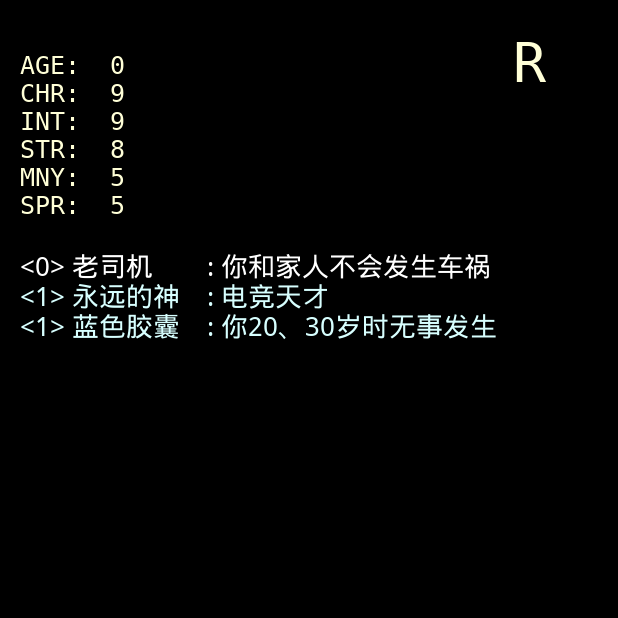 R
AGE: 0
CHR: 9
INT: 9
STR: 8
MNY: 5
SPR: 5
<0> 老司机 : 你和家人不会发生车祸
<1> 永远的神 : 电竞天才
<1> 蓝色胶囊 : 你20、30岁时无事发生